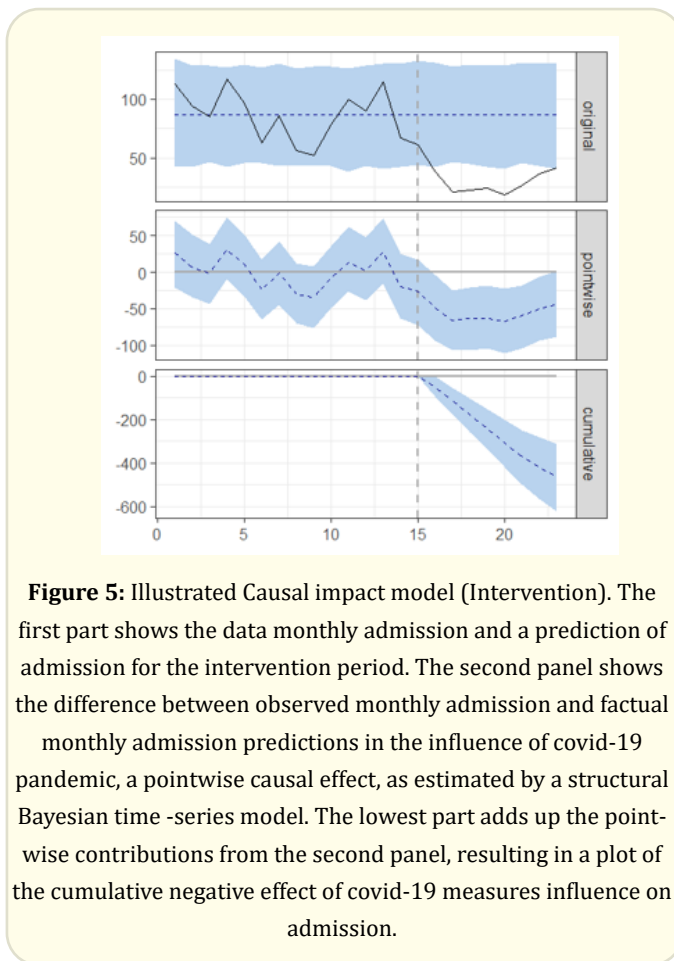 100
50
original
50
0
-50
-100
pointwise
0
-200
-400
-600
cumulative
0 5 10 15 20
Figure 5: Illustrated Causal impact model (Intervention). The
first part shows the data monthly admission and a prediction of
admission for the intervention period. The second panel shows
the difference between observed monthly admission and factual
monthly admission predictions in the influence of covid-19
pandemic, a pointwise causal effect, as estimated by a structural
Bayesian time -series model. The lowest part adds up the point-
wise contributions from the second panel, resulting in a plot of
the cumulative negative effect of covid-19 measures influence on
admission.